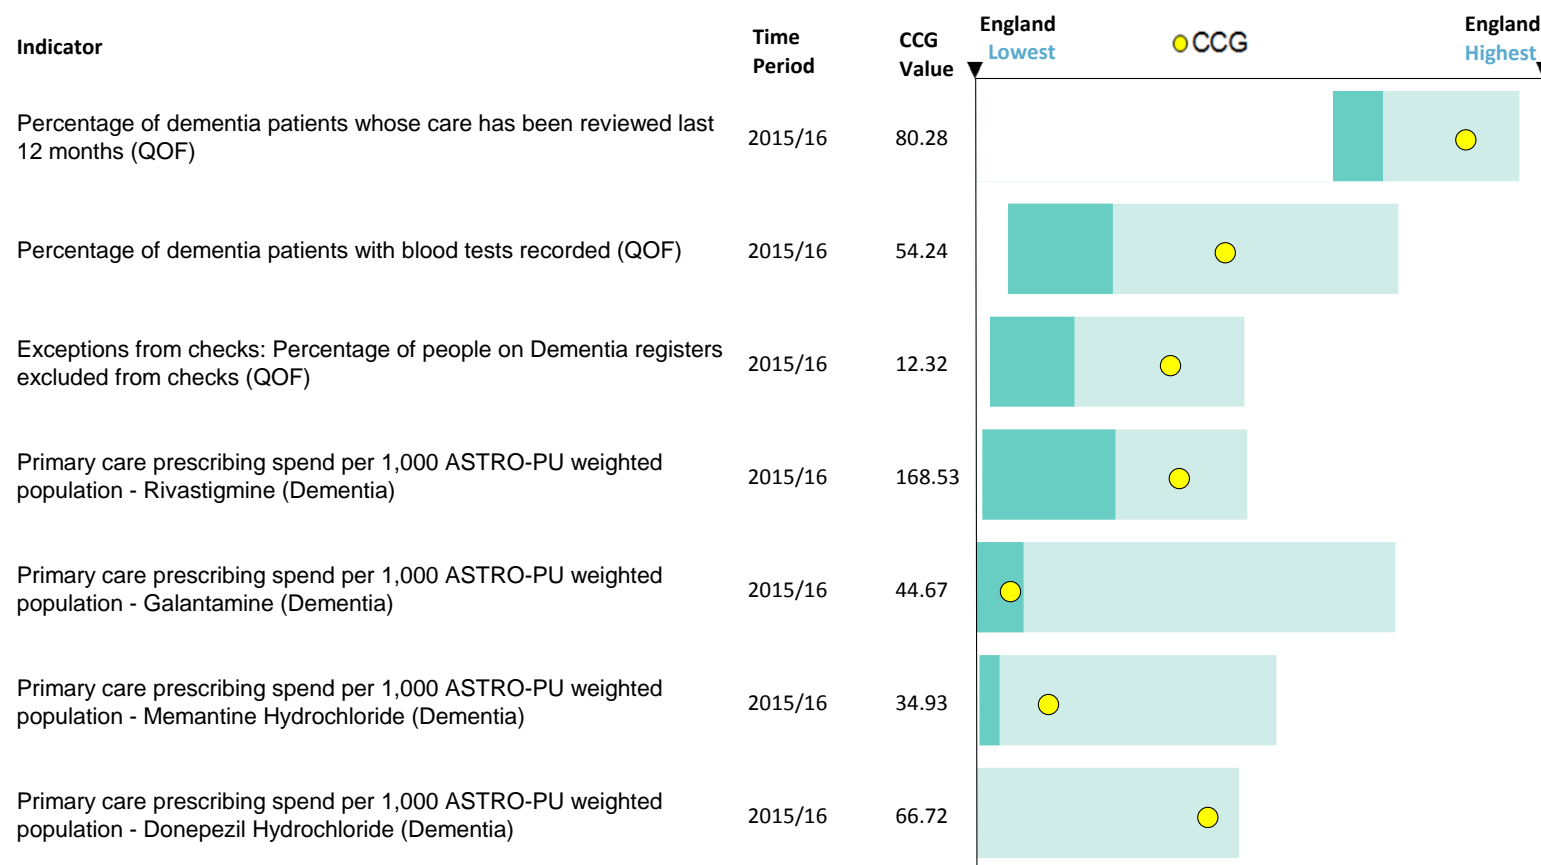 Indicator
Time Period
CCG Value
England Lowest
CCG
England Highest
Percentage of dementia patients whose care has been reviewed last
12 months (QOF)
2015/16
80.28
Percentage of dementia patients with blood tests recorded (QOF)
2015/16
54.24
Exceptions from checks: Percentage of people on Dementia registers
excluded from checks (QOF)
2015/16
12.32
Primary care prescribing spend per 1,000 ASTRO-PU weighted
population - Rivastigmine (Dementia)
2015/16
168.53
Primary care prescribing spend per 1,000 ASTRO-PU weighted
population - Galantamine (Dementia)
2015/16
44.67
Primary care prescribing spend per 1,000 ASTRO-PU weighted
population - Memantine Hydrochloride (Dementia)
2015/16
34.93
Primary care prescribing spend per 1,000 ASTRO-PU weighted
population - Donepezil Hydrochloride (Dementia)
2015/16
66.72